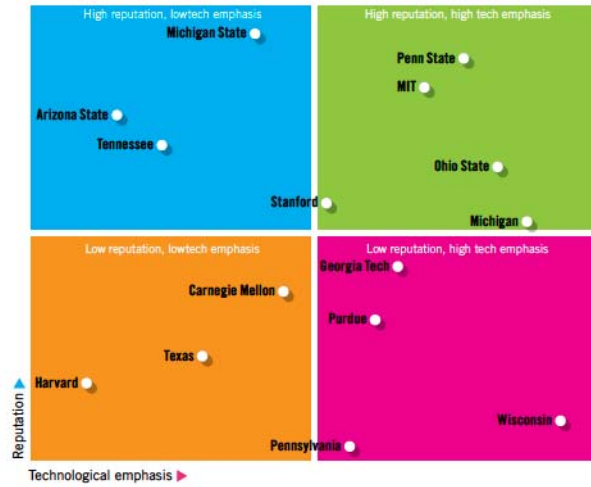 High reputation, lowtech emphasis
High reputation, high tech emphasis
Michigan State
Penn State
MIT
Arizona State
Tennessee
Ohio State
Stanford
Michigan
Low reputation, lowtech emphasis
Low reputation, high tech emphasis
Georgia Tech
Carnegie Mellon
Purdue
Texas
Harvard
Wisconsin
Pennsylvania
Reputation ▲
Technological emphasis ▶